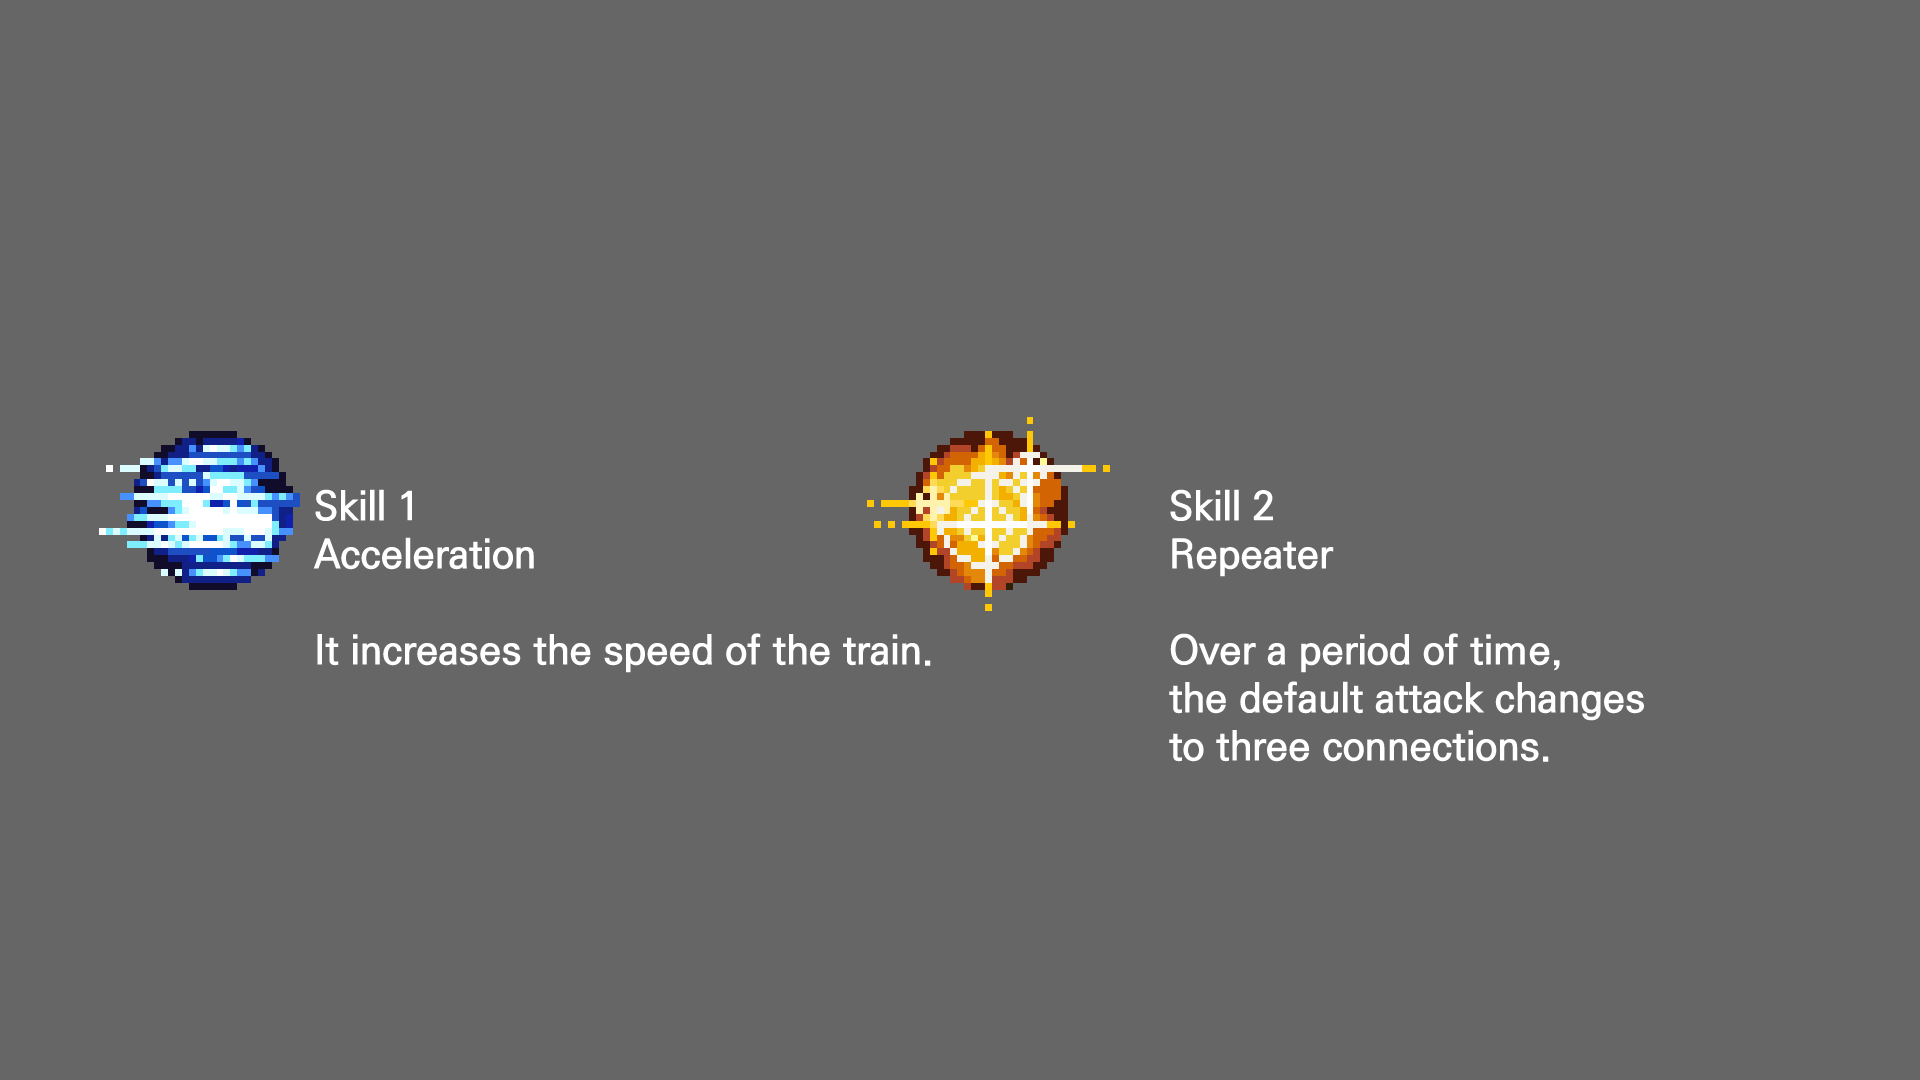 Skill 1
Acceleration
It increases the speed of the train.
Skill 2
Repeater
Over a period of time,
the default attack changes
to three connections.